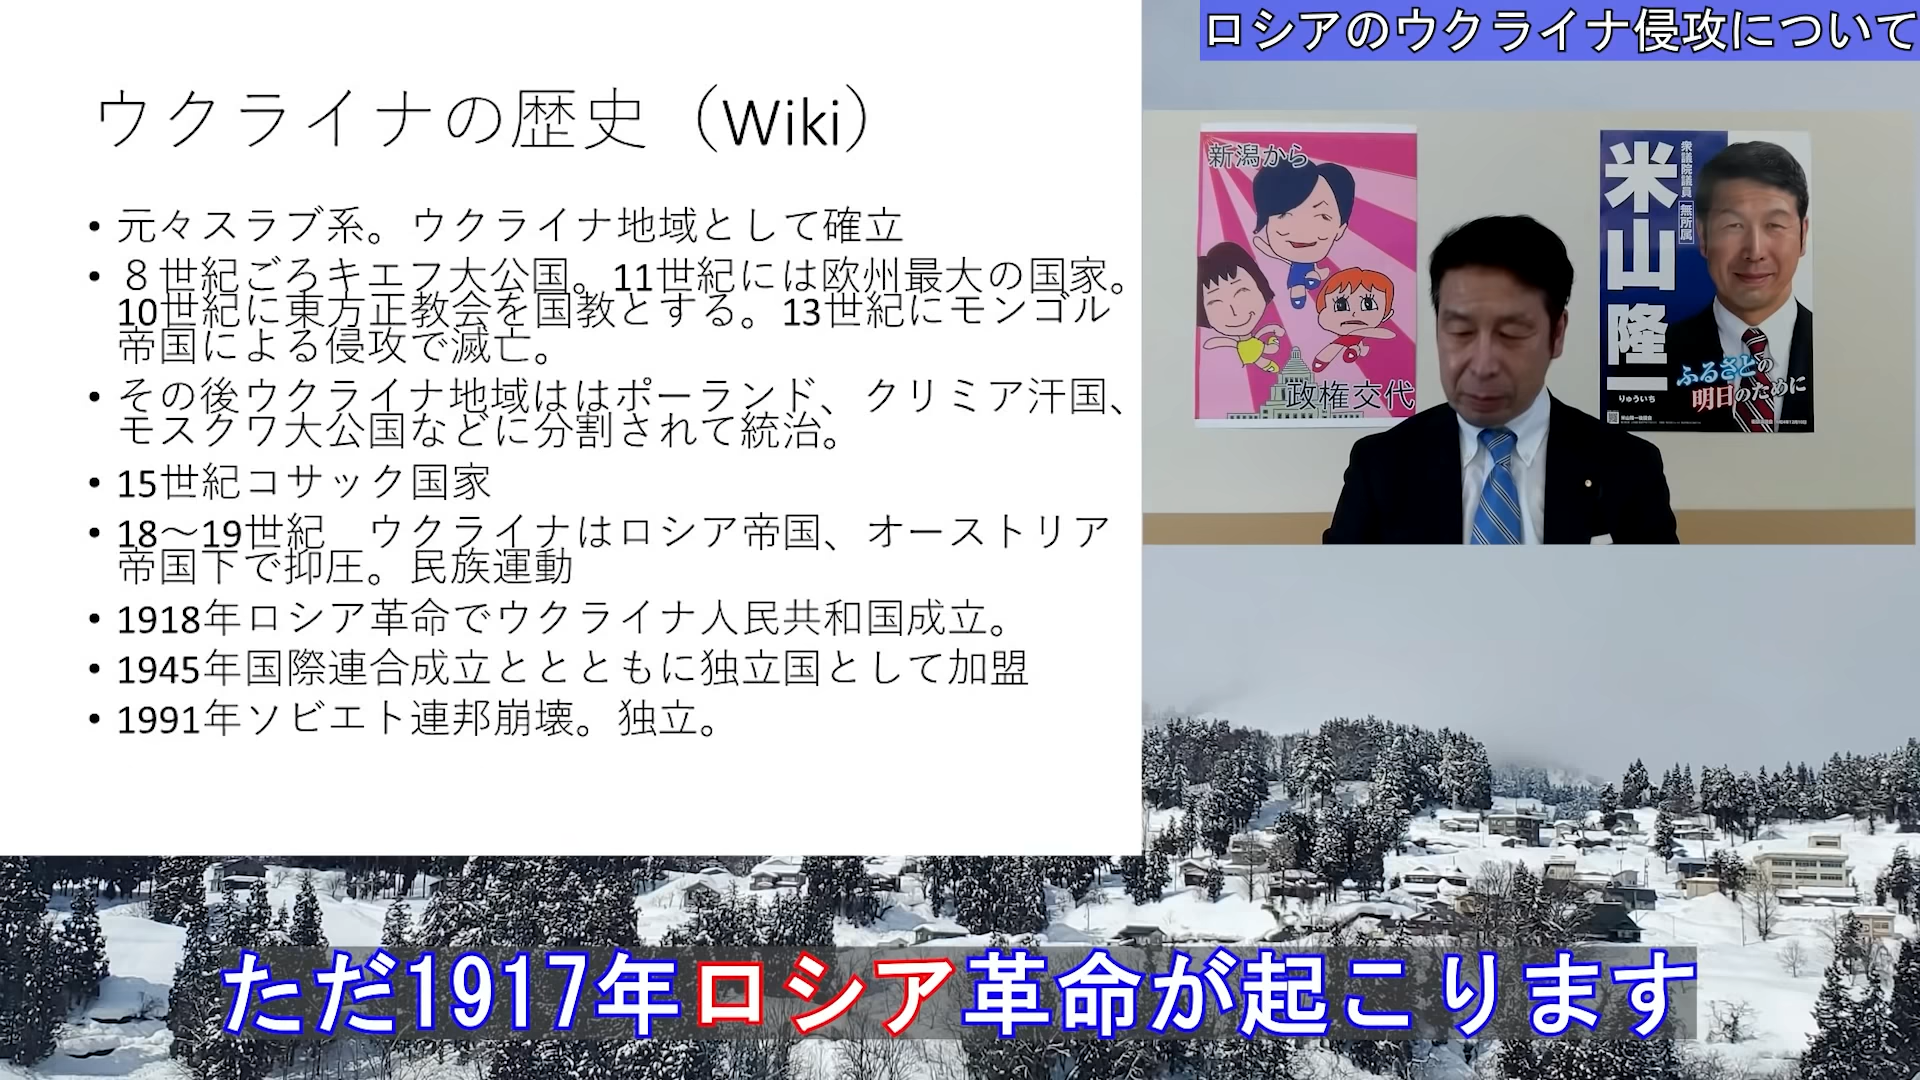 ロシアのウクライナ侵攻について
ウクライナの歴史（Wiki）
• 元々スラブ系。ウクライナ地域として確立
• ８世紀ごろキエフ大公国。11世紀には欧州最大の国家。
10世紀に東方正教会を国教とする。13世紀にモンゴル
帝国による侵攻で滅亡。
• その後ウクライナ地域ははポーランド、クリミア汗国、
モスクワ大公国などに分割されて統治。
• 15世紀コサック国家
• 18～19世紀　ウクライナはロシア帝国、オーストリア
帝国下で抑圧。民族運動
• 1918年ロシア革命でウクライナ人民共和国成立。
• 1945年国際連合成立ととともに独立国として加盟
• 1991年ソビエト連邦崩壊。独立。
新潟から
政権交代
衆議院議員
無所属
米山隆一
りゅういち
ふるさとの
明日のために
ただ1917年ロシア革命が起こります